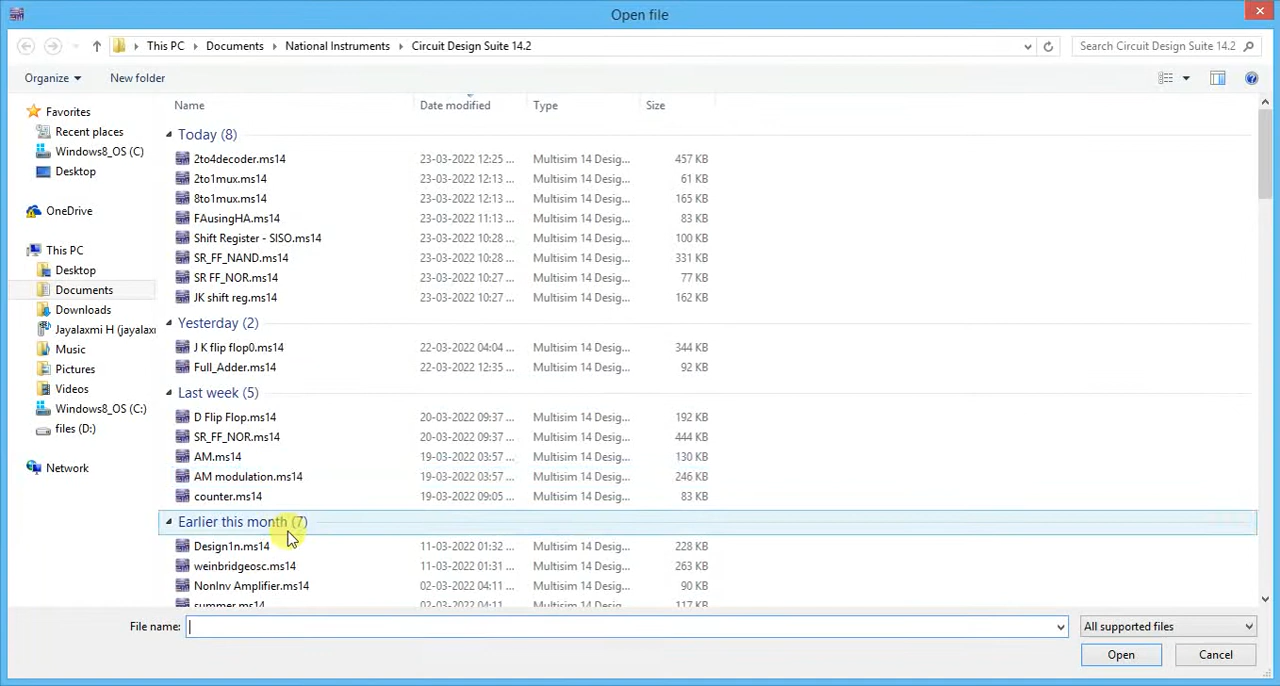 Open file
This PC Documents National Instruments Circuit Design Suite 14.2
Search Circuit Design Suite 14.2
Organize New folder
Name Date modified Type Size
Favorites
Recent places
Windows8_OS (C)
Desktop
OneDrive
This PC
Desktop
Documents
Downloads
Jayalaxmi H (jayalax
Music
Pictures
Videos
Windows8_OS (C:)
files (D:)
Network
Today (8)
2to4decoder.ms14 23-03-2022 12:25 ... Multisim 14 Desig... 457 KB
2to1mux.ms14 23-03-2022 12:13 ... Multisim 14 Desig... 61 KB
8to1mux.ms14 23-03-2022 12:13 ... Multisim 14 Desig... 165 KB
FAusingHA.ms14 23-03-2022 11:13 ... Multisim 14 Desig... 83 KB
Shift Register - SISO.ms14 23-03-2022 10:28 ... Multisim 14 Desig... 100 KB
SR_FF_NAND.ms14 23-03-2022 10:28 ... Multisim 14 Desig... 331 KB
SR FF_NOR.ms14 23-03-2022 10:27 ... Multisim 14 Desig... 77 KB
JK shift reg.ms14 23-03-2022 10:27 ... Multisim 14 Desig... 162 KB
Yesterday (2)
J K flip flop0.ms14 22-03-2022 04:04 ... Multisim 14 Desig... 344 KB
Full_Adder.ms14 22-03-2022 12:35 ... Multisim 14 Desig... 92 KB
Last week (5)
D Flip Flop.ms14 20-03-2022 09:37 ... Multisim 14 Desig... 192 KB
SR_FF_NOR.ms14 20-03-2022 09:37 ... Multisim 14 Desig... 444 KB
AM.ms14 19-03-2022 03:57 ... Multisim 14 Desig... 130 KB
AM modulation.ms14 19-03-2022 03:57 ... Multisim 14 Desig... 246 KB
counter.ms14 19-03-2022 09:05 ... Multisim 14 Desig... 83 KB
Earlier this month (7)
Design1n.ms14 11-03-2022 01:32 ... Multisim 14 Desig... 228 KB
weinbridgeosc.ms14 11-03-2022 01:31 ... Multisim 14 Desig... 263 KB
NonInv Amplifier.ms14 02-03-2022 04:11 ... Multisim 14 Desig... 90 KB
summer.ms14 02-03-2022 04:11 ... Multisim 14 Desig... 117 KB
File name: All supported files
Open Cancel